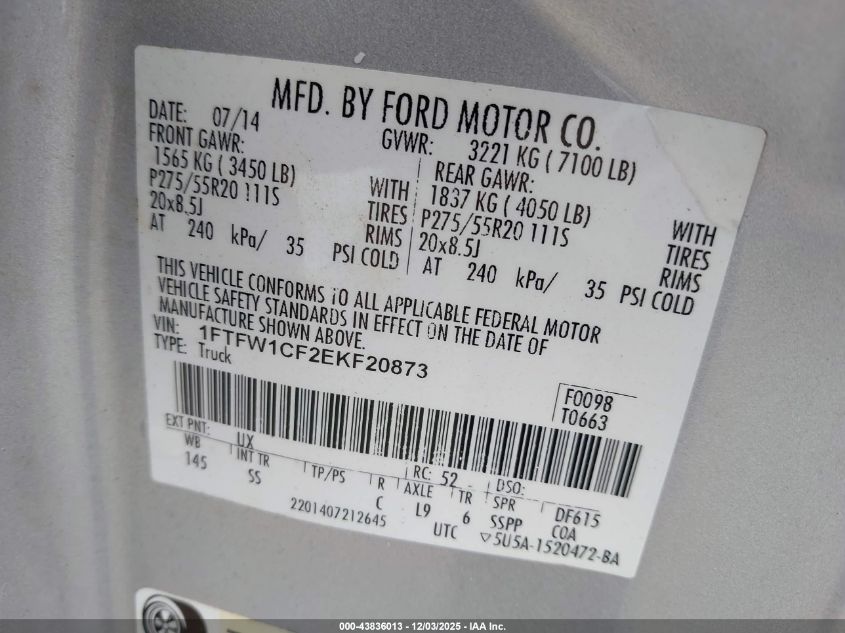 MFD. BY FORD MOTOR CO.
DATE: 07/14 GVWR: 3221 KG ( 7100 LB)
FRONT GAWR: REAR GAWR:
1565 KG ( 3450 LB) WITH 1837 KG ( 4050 LB) WITH
P275/55R20 111S TIRES P275/55R20 111S TIRES
20x8.5J RIMS 20x8.5J RIMS
AT 240 kPa/ 35 PSI COLD AT 240 kPa/ 35 PSI COLD
THIS VEHICLE CONFORMS TO ALL APPLICABLE FEDERAL MOTOR
VEHICLE SAFETY STANDARDS IN EFFECT ON THE DATE OF
MANUFACTURE SHOWN ABOVE.
VIN: 1FTFW1CF2EKF20873
TYPE: Truck
F0098
T0663
EXT PNT: UX RC: 52 DSO:
WB INT TR TP/PS R AXLE TR SPR DF615
145 SS C L9 6 SSPP COA
2201407212645 UTC ▽5U5A-1520472-BA
000-43836013 - 12/03/2025 - IAA Inc.